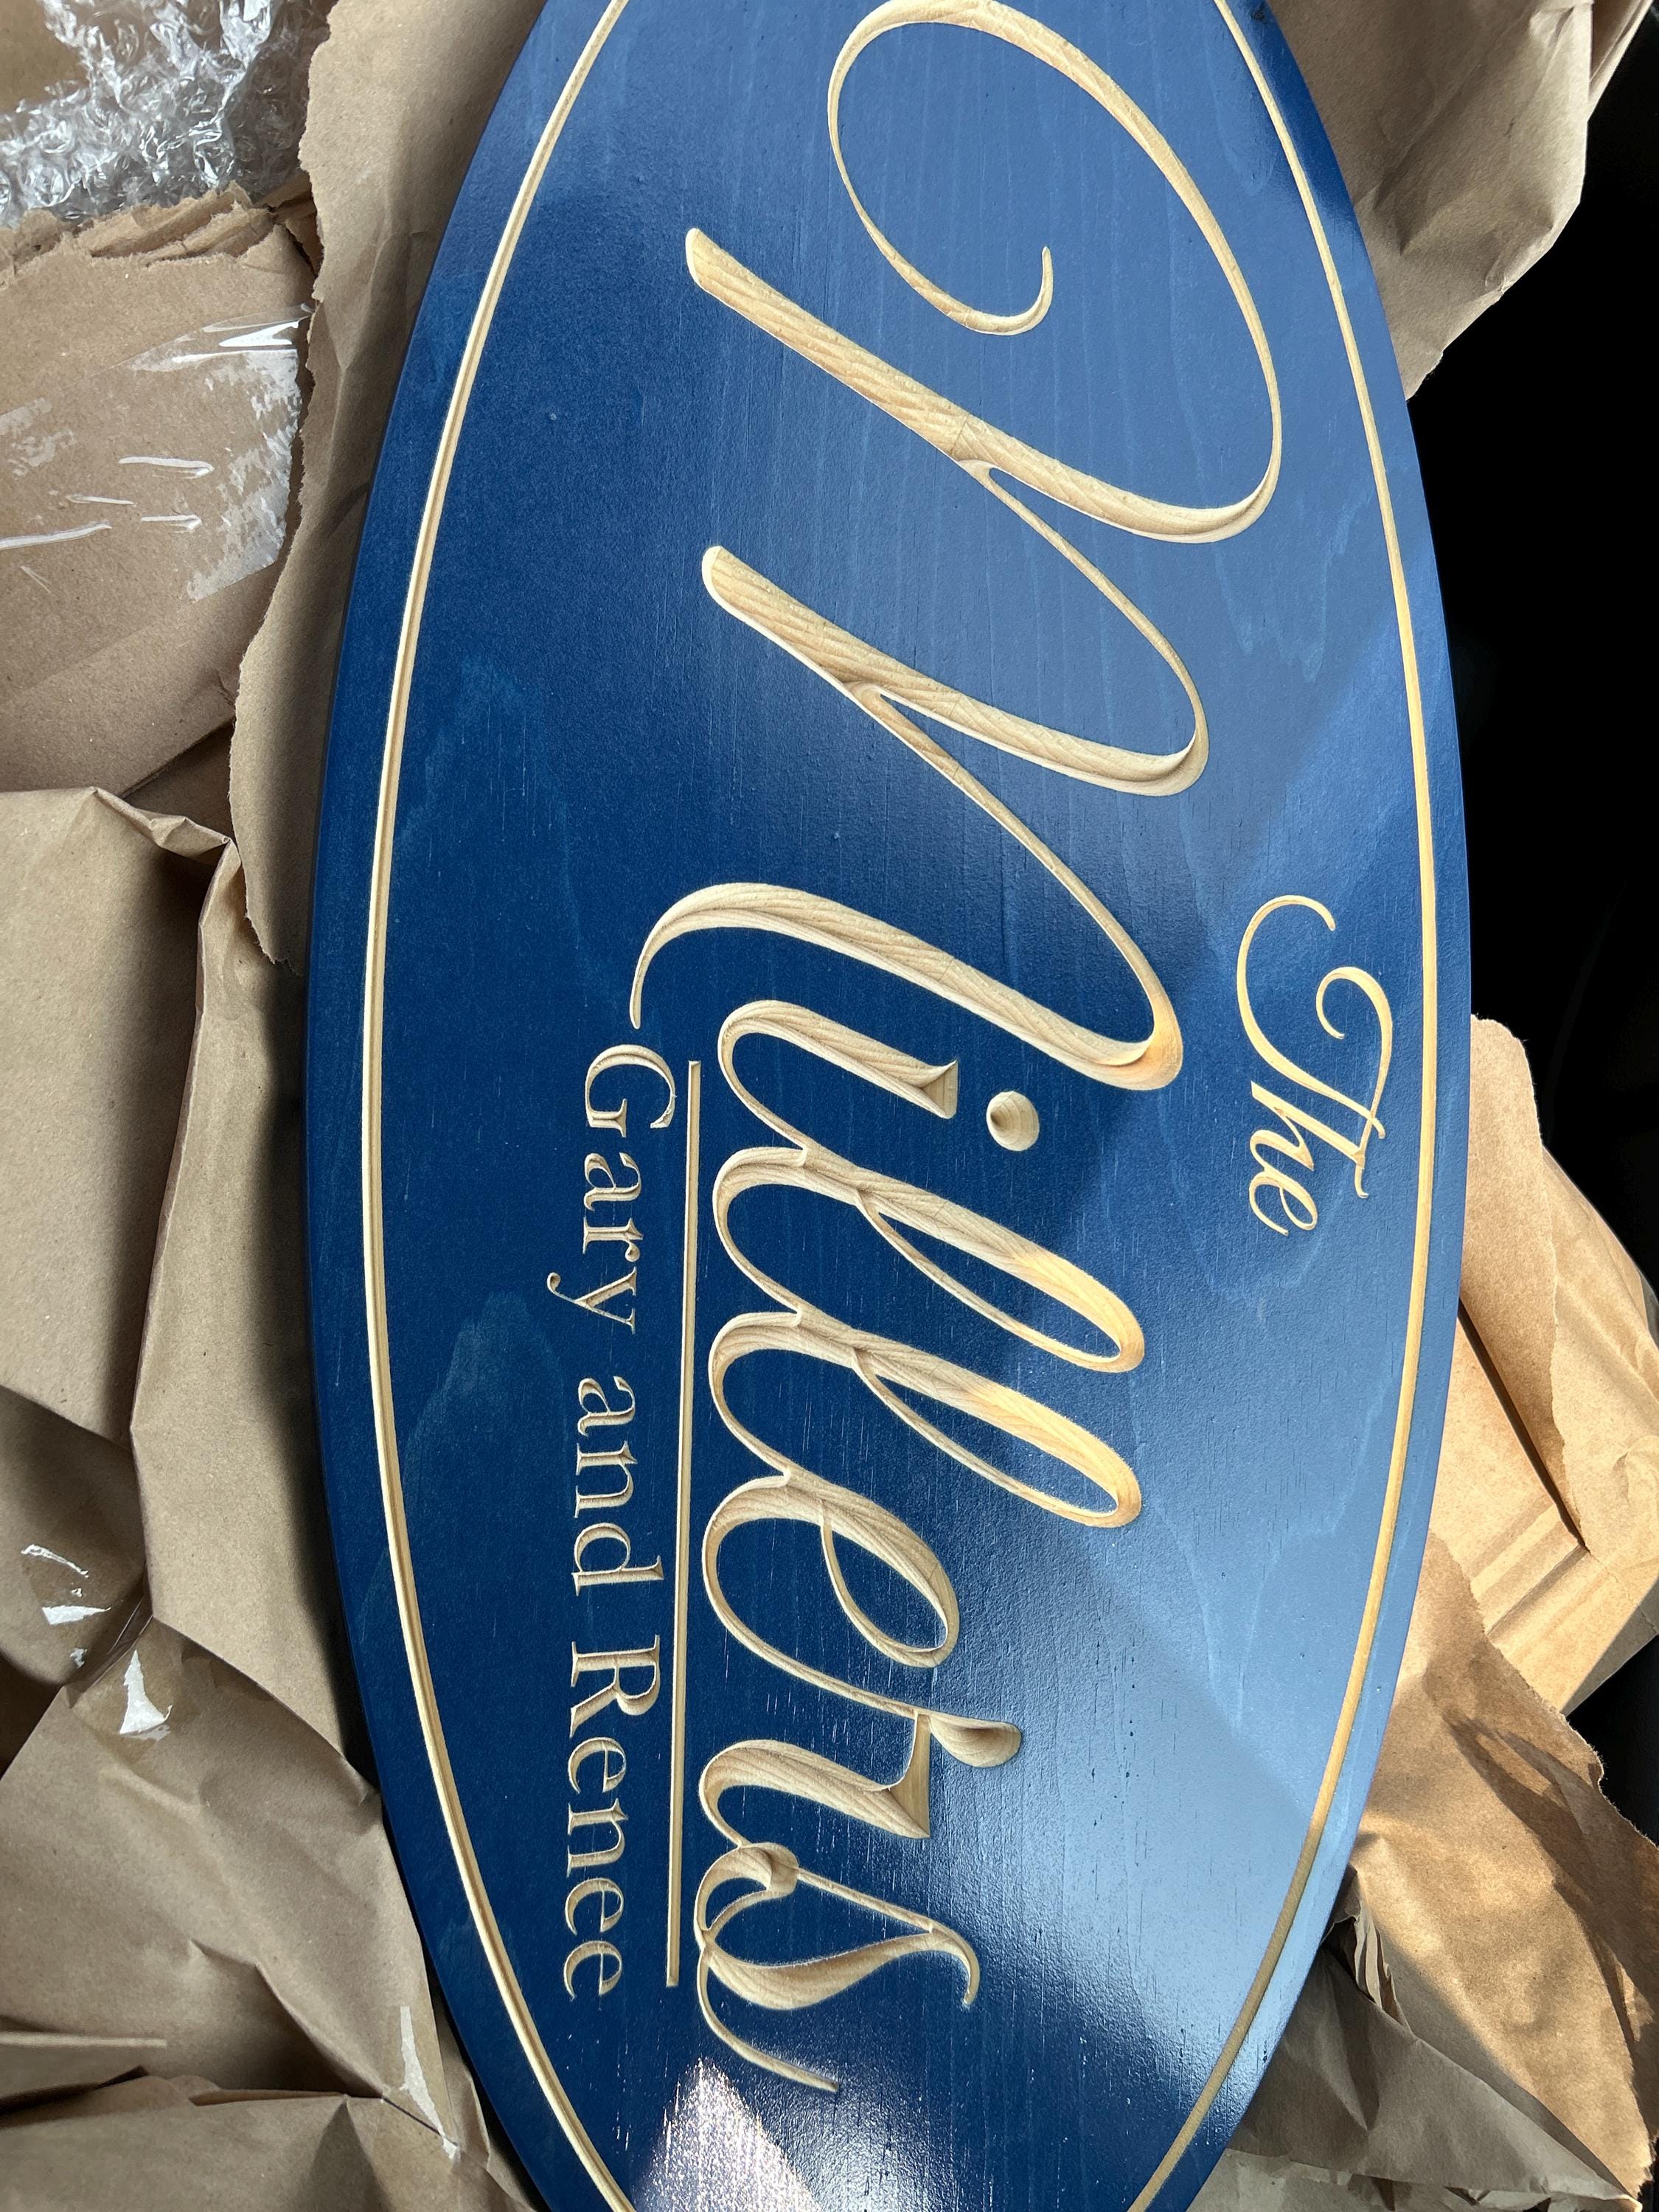 The
Millers
Gary and Renee